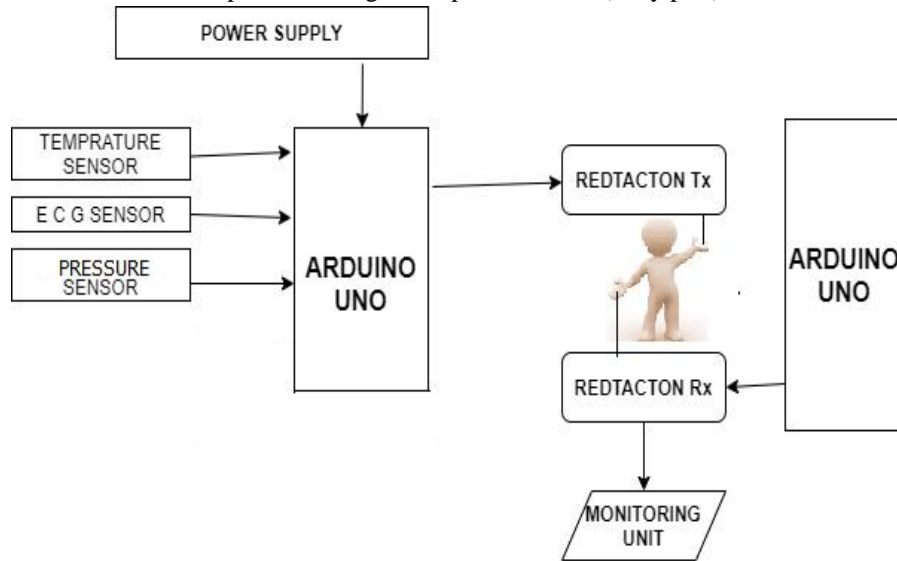 POWER SUPPLY
TEMPRATURE
SENSOR
E C G SENSOR
PRESSURE
SENSOR
ARDUINO
UNO
REDTACTON Tx
REDTACTON Rx
MONITORING
UNIT
ARDUINO
UNO